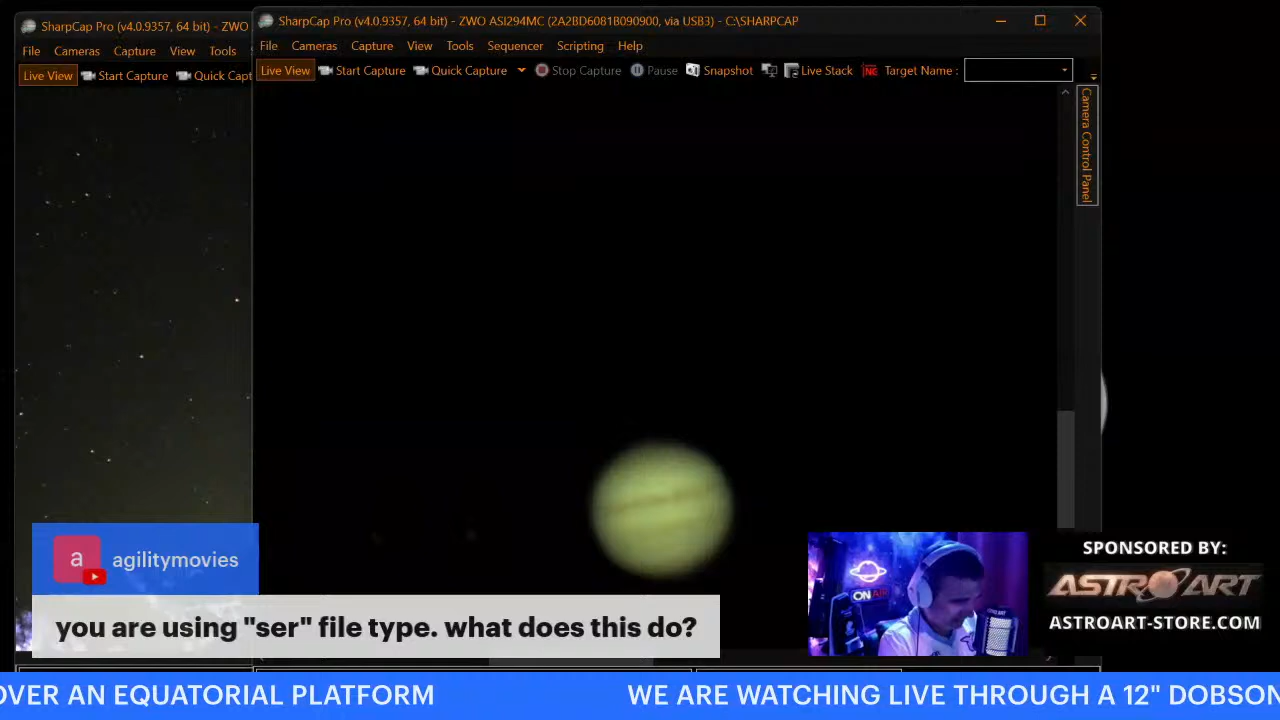 SharpCap Pro (v4.0.9357, 64 bit) - ZWO
File Cameras Capture View Tools
Live View Start Capture Quick Capt
SharpCap Pro (v4.0.9357, 64 bit) - ZWO ASI294MC (2A2BD6081B090900, via USB3) - C:\SHARPCAP
File Cameras Capture View Tools Sequencer Scripting Help
Live View Start Capture Quick Capture Stop Capture Pause Snapshot Live Stack NG Target Name :
Camera Control Panel
a agilitymovies
you are using "ser" file type. what does this do?
ON AIR
SPONSORED BY:
ASTROART
ASTROART-STORE.COM
OVER AN EQUATORIAL PLATFORM WE ARE WATCHING LIVE THROUGH A 12" DOBSON